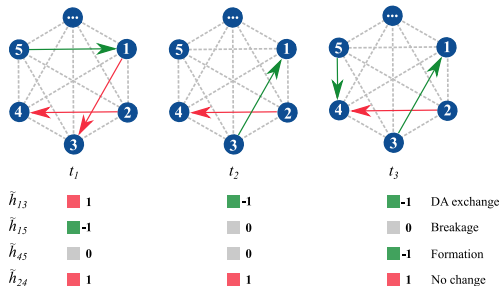 ... ... ...
5 1 5 1 5 1
4 2 4 2 4 2
3 3 3
t1 t2 t3
h̃13 1 -1 -1 DA exchange
h̃15 -1 0 0 Breakage
h̃45 0 0 -1 Formation
h̃24 1 1 1 No change